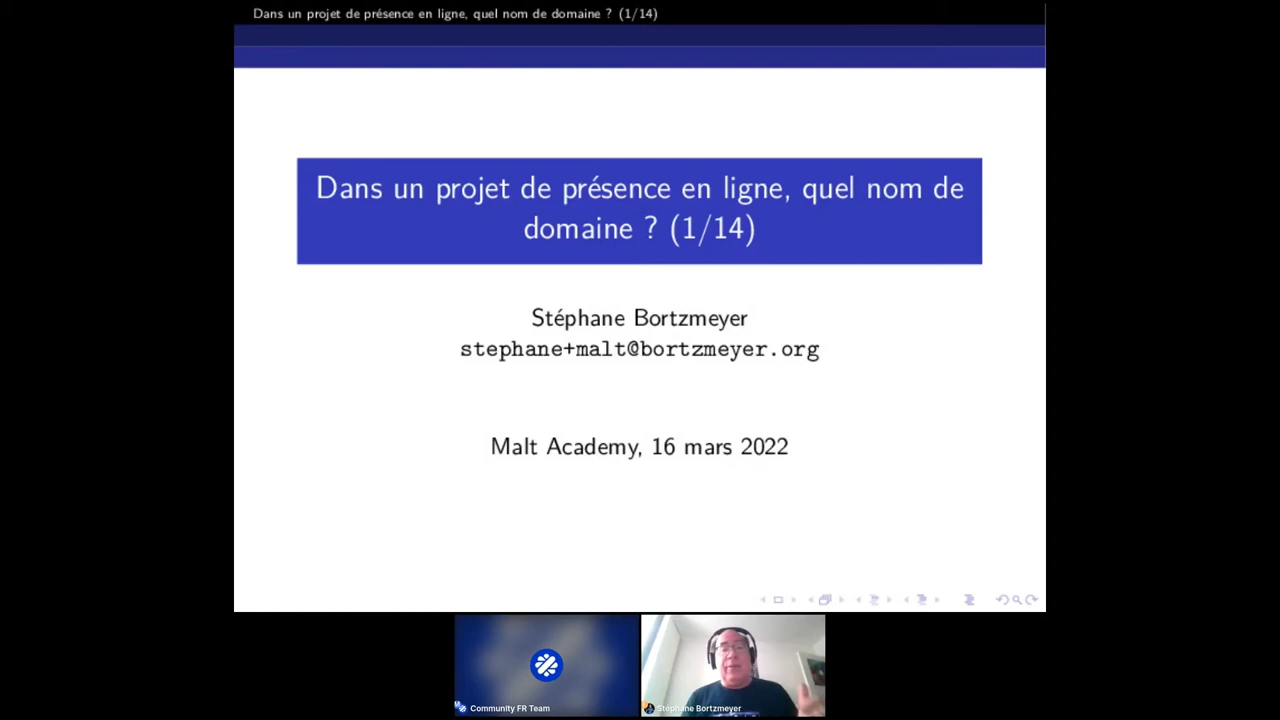 Dans un projet de présence en ligne, quel nom de domaine ? (1/14)
Dans un projet de présence en ligne, quel nom de
domaine ? (1/14)
Stéphane Bortzmeyer
stephane+malt@bortzmeyer.org
Malt Academy, 16 mars 2022
Community FR Team
Stéphane Bortzmeyer